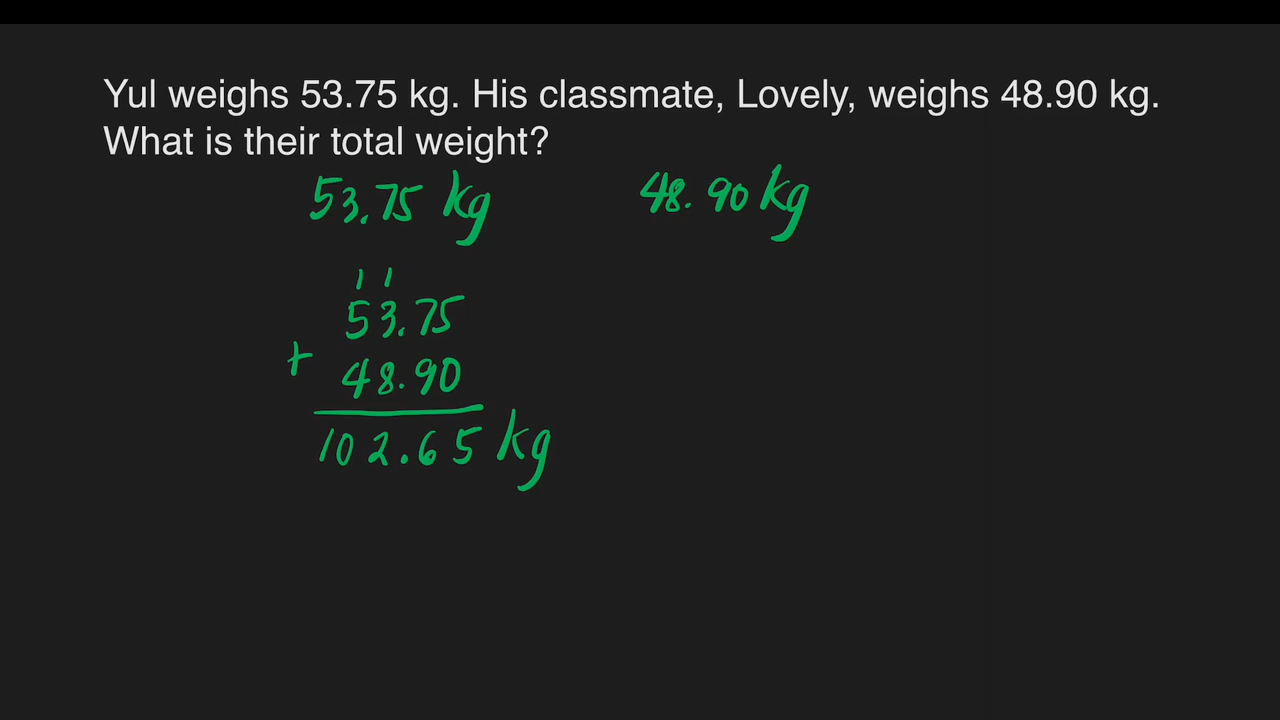 Yul weighs 53.75 kg. His classmate, Lovely, weighs 48.90 kg.
What is their total weight?
53.75 kg 48.90 kg
1 1
53.75
+ 48.90
102.65 kg